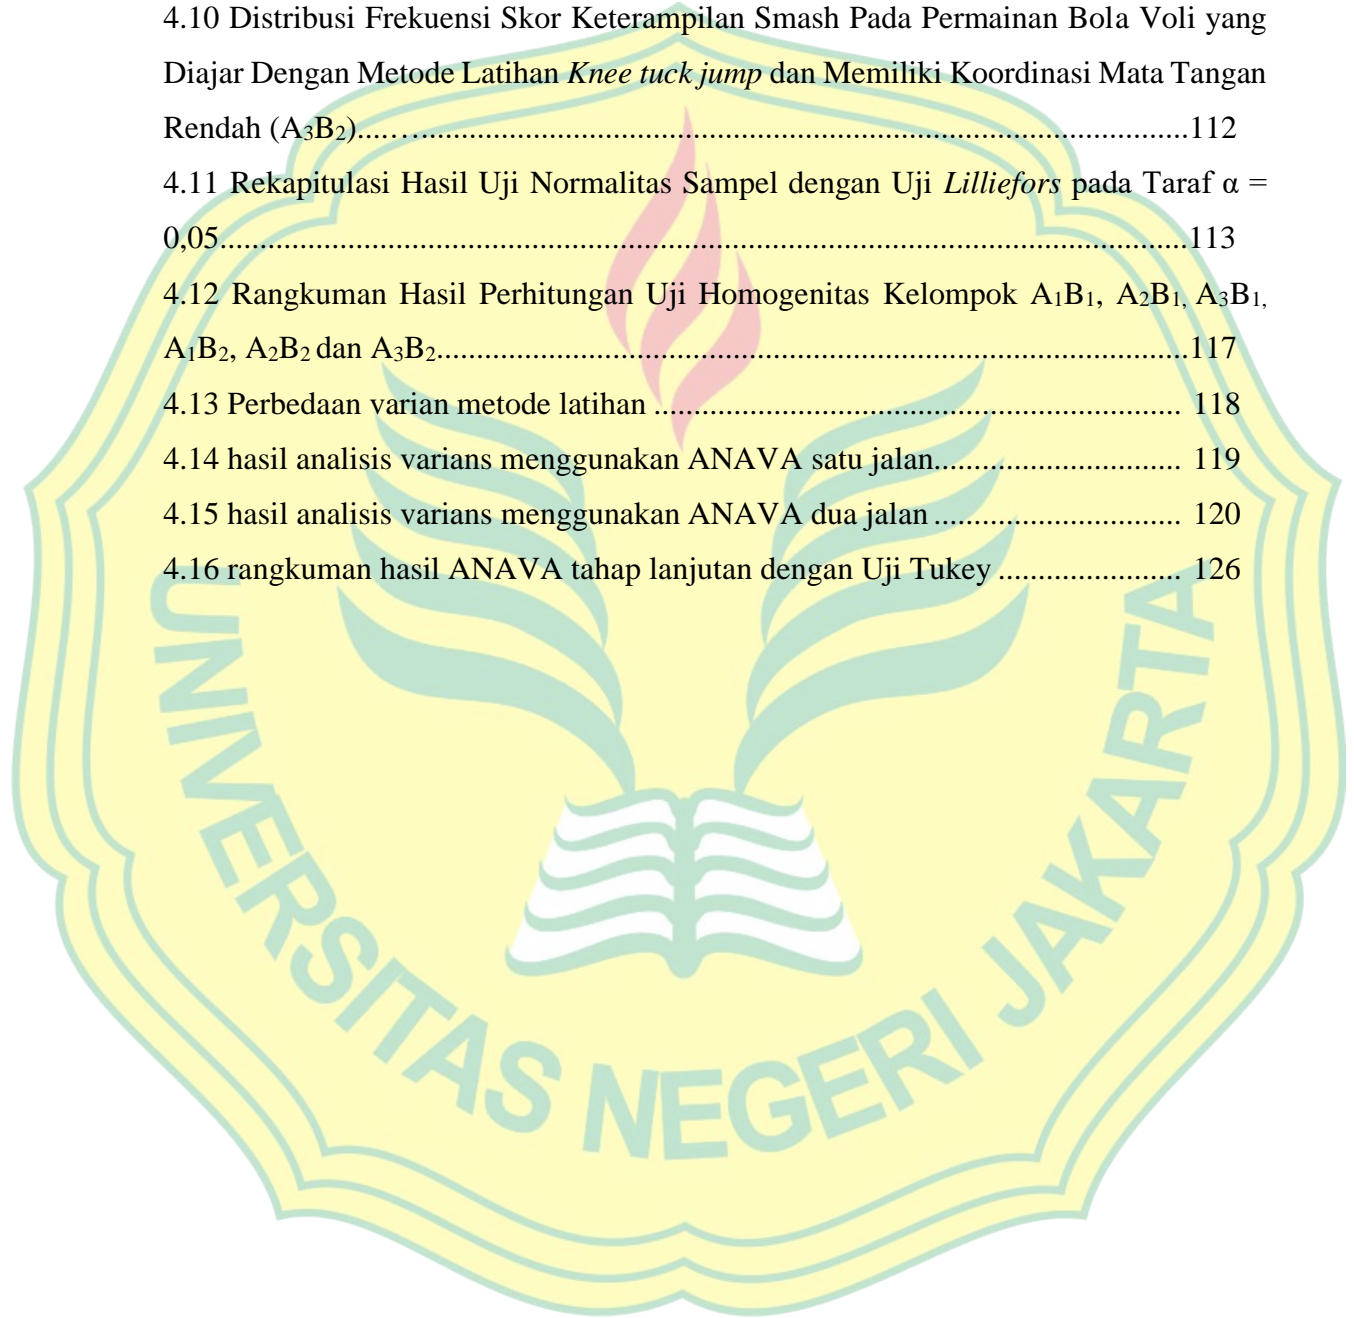 4.10 Distribusi Frekuensi Skor Keterampilan Smash Pada Permainan Bola Voli yang
Diajar Dengan Metode Latihan Knee tuck jump dan Memiliki Koordinasi Mata Tangan
Rendah (A₃B₂)....…................................................................................................112
4.11 Rekapitulasi Hasil Uji Normalitas Sampel dengan Uji Lilliefors pada Taraf α =
0,05.........................................................................................................................113
4.12 Rangkuman Hasil Perhitungan Uji Homogenitas Kelompok A₁B₁, A₂B₁, A₃B₁,
A₁B₂, A₂B₂ dan A₃B₂..............................................................................................117
4.13 Perbedaan varian metode latihan .................................................................. 118
4.14 hasil analisis varians menggunakan ANAVA satu jalan............................... 119
4.15 hasil analisis varians menggunakan ANAVA dua jalan ............................... 120
4.16 rangkuman hasil ANAVA tahap lanjutan dengan Uji Tukey ....................... 126
UNIVERSITAS NEGERI JAKARTA